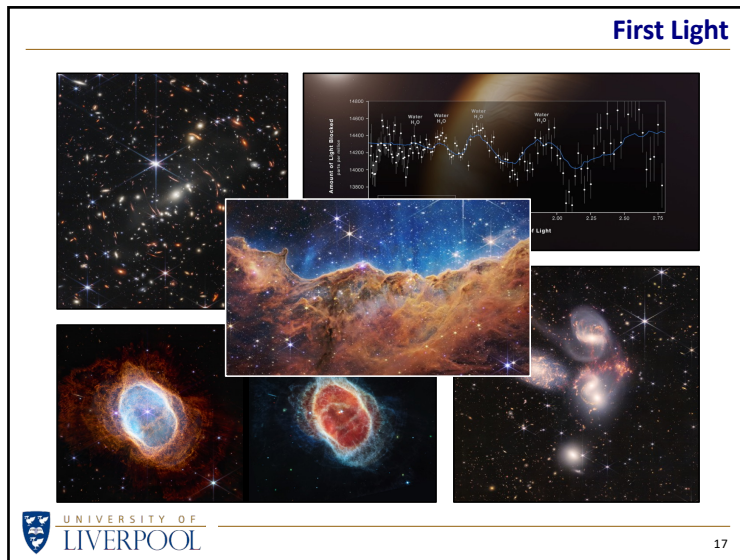 First Light
14800
14600
14400
14200
14000
13800
Amount of Light Blocked
parts per million
Water
H₂O
Water
H₂O
Water
H₂O
Water
H₂O
2.00
2.25
2.50
2.75
of Light
UNIVERSITY OF
LIVERPOOL
17